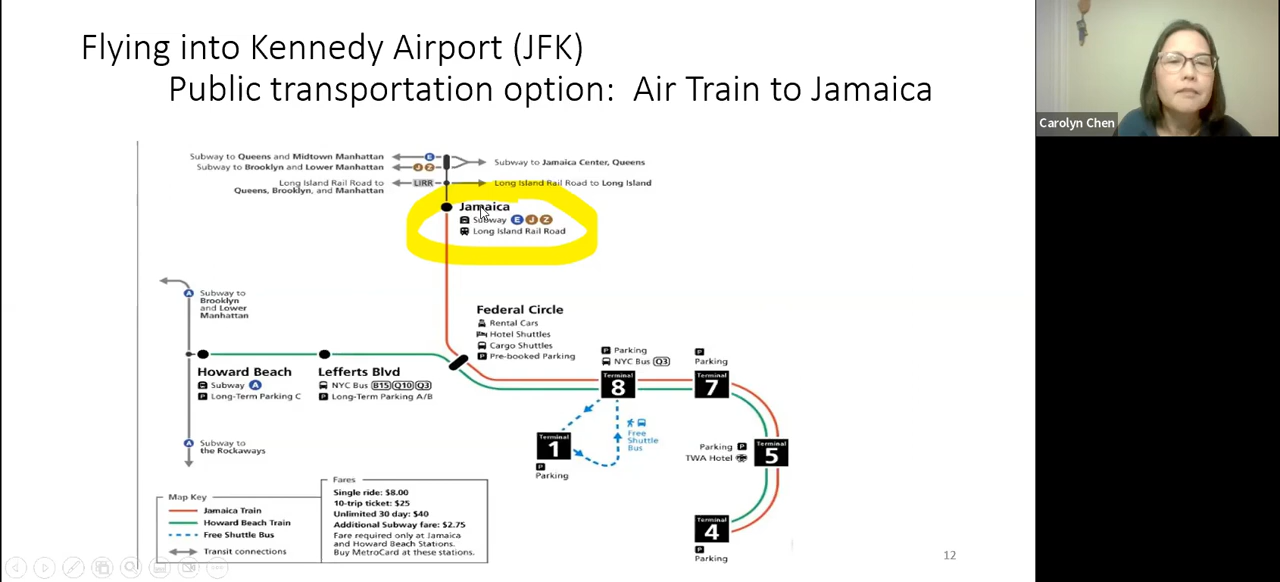 Flying into Kennedy Airport (JFK)
Public transportation option: Air Train to Jamaica
Carolyn Chen
Subway to Queens and Midtown Manhattan
E
Subway to Brooklyn and Lower Manhattan
J Z
Subway to Jamaica Center, Queens
Long Island Rail Road to
Queens, Brooklyn, and Manhattan
LIRR
Long Island Rail Road to Long Island
Jamaica
Subway E J Z
Long Island Rail Road
A
Subway to
Brooklyn
and Lower
Manhattan
Federal Circle
Rental Cars
Hotel Shuttles
Cargo Shuttles
P Pre-booked Parking
Howard Beach
Subway A
P Long-Term Parking C
Lefferts Blvd
NYC Bus B15 Q10 Q3
P Long-Term Parking A/B
P Parking
NYC Bus Q3
Terminal
8
P
Parking
Terminal
7
Terminal
1
P
Parking
Free
Shuttle
Bus
Parking P
TWA Hotel
Terminal
5
A
Subway to
the Rockaways
Terminal
4
P
Parking
Map Key
Jamaica Train
Howard Beach Train
Free Shuttle Bus
Transit connections
Fares
Single ride: $8.00
10-trip ticket: $25
Unlimited 30 day: $40
Additional Subway fare: $2.75
Fare required only at Jamaica
and Howard Beach Stations.
Buy MetroCard at these stations.
12